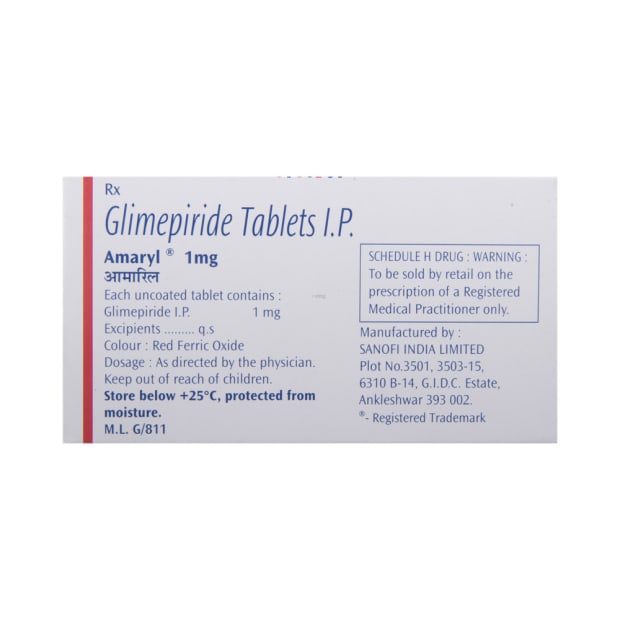 Rx
Glimepiride Tablets I.P.
Amaryl ® 1mg
आमारिल
Each uncoated tablet contains :
Glimepiride I.P. 1 mg
Excipients ......... q.s
Colour : Red Ferric Oxide
Dosage : As directed by the physician.
Keep out of reach of children.
Store below +25°C, protected from
moisture.
M.L. G/811
SCHEDULE H DRUG : WARNING :
To be sold by retail on the
prescription of a Registered
Medical Practitioner only.
Manufactured by :
SANOFI INDIA LIMITED
Plot No.3501, 3503-15,
6310 B-14, G.I.D.C. Estate,
Ankleshwar 393 002.
®- Registered Trademark